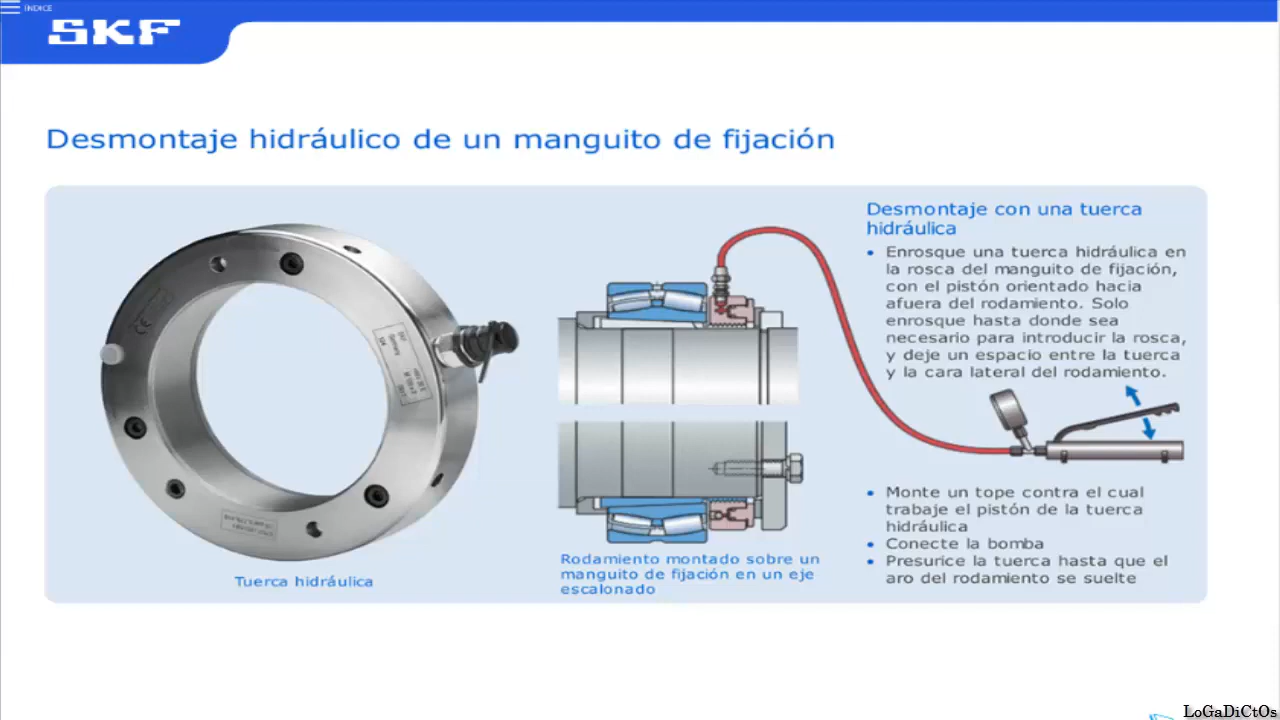 ÍNDICE
SKF
Desmontaje hidráulico de un manguito de fijación
Tuerca hidráulica
Rodamiento montado sobre un
manguito de fijación en un eje
escalonado
Desmontaje con una tuerca
hidráulica
• Enrosque una tuerca hidráulica en
la rosca del manguito de fijación,
con el pistón orientado hacia
afuera del rodamiento. Solo
enrosque hasta donde sea
necesario para introducir la rosca,
y deje un espacio entre la tuerca
y la cara lateral del rodamiento.
• Monte un tope contra el cual
trabaje el pistón de la tuerca
hidráulica
• Conecte la bomba
• Presurice la tuerca hasta que el
aro del rodamiento se suelte
LoGaDiCtOs